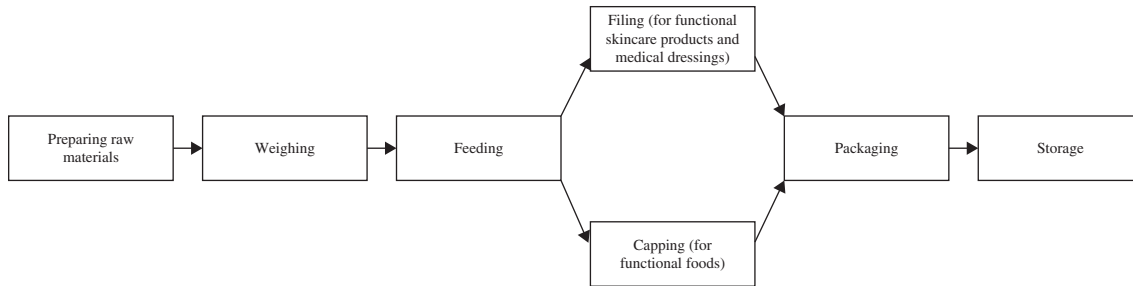 Preparing raw
materials
Weighing
Feeding
Filing (for functional
skincare products and
medical dressings)
Capping (for
functional foods)
Packaging
Storage